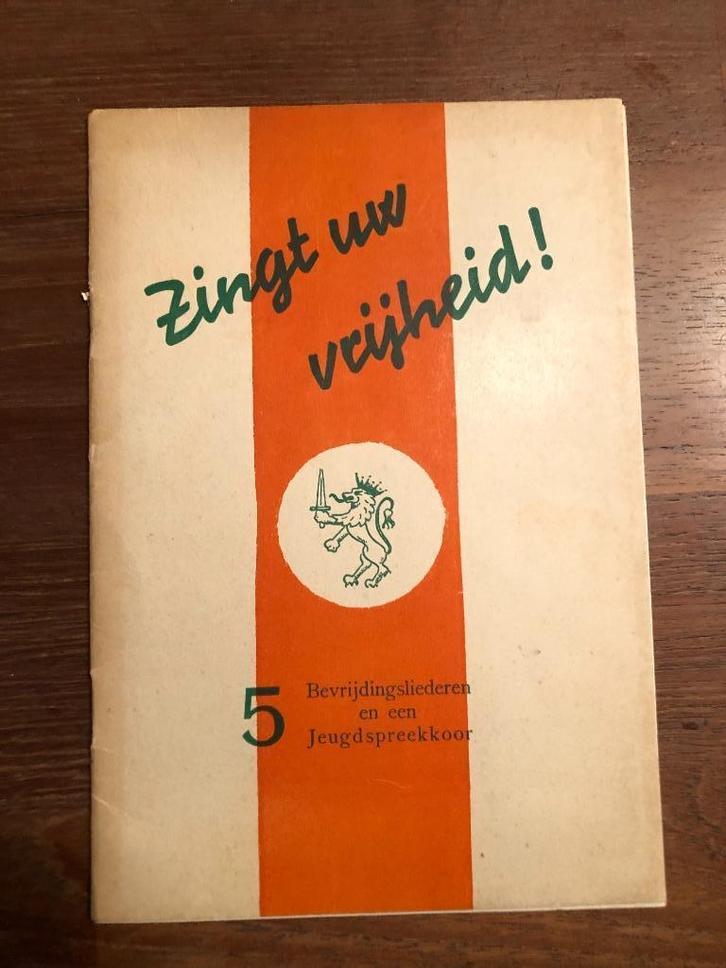 Zingt uw
vrijheid!
5 Bevrijdingsliederen
en een
Jeugdspreekkoor